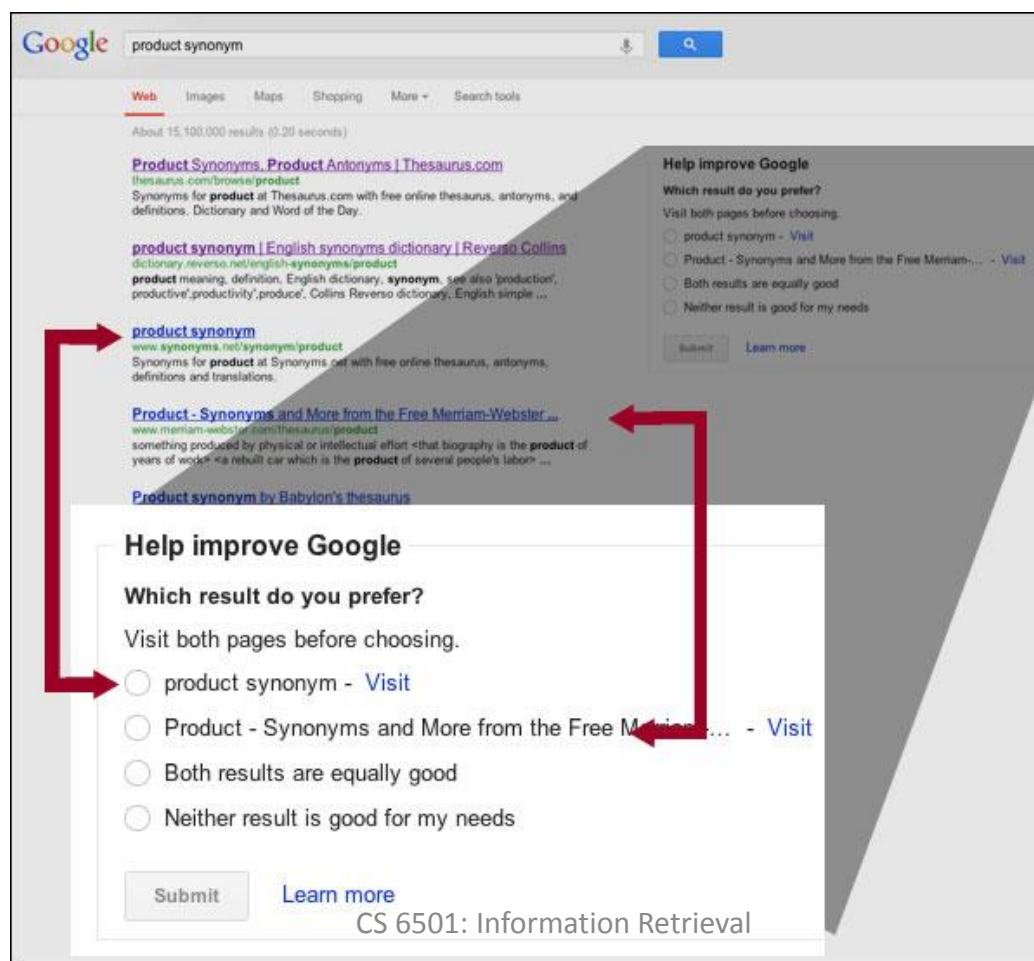 Google product synonym
Web Images Maps Shopping More Search tools
About 15,100,000 results (0.20 seconds)
Product Synonyms, Product Antonyms | Thesaurus.com
thesaurus.com/browse/product
Synonyms for product at Thesaurus.com with free online thesaurus, antonyms, and
definitions. Dictionary and Word of the Day.
product synonym | English synonyms dictionary | Reverso Collins
dictionary.reverso.net/english-synonyms/product
product meaning, definition, English dictionary, synonym, see also 'production',
productive',productivity',produce', Collins Reverso dictionary, English simple ...
product synonym
www.synonyms.net/synonym/product
Synonyms for product at Synonyms.net with free online thesaurus, antonyms,
definitions and translations.
Product - Synonyms and More from the Free Merriam-Webster ...
www.merriam-webster.com/thesaurus/product
something produced by physical or intellectual effort <that biography is the product of
years of work> <a rebuilt car which is the product of several people's labor> ...
Product synonym by Babylon's thesaurus
Help improve Google
Which result do you prefer?
Visit both pages before choosing.
product synonym - Visit
Product - Synonyms and More from the Free Merriam-... - Visit
Both results are equally good
Neither result is good for my needs
Submit Learn more
Help improve Google
Which result do you prefer?
Visit both pages before choosing.
product synonym - Visit
Product - Synonyms and More from the Free Merriam-... - Visit
Both results are equally good
Neither result is good for my needs
Submit Learn more
CS 6501: Information Retrieval